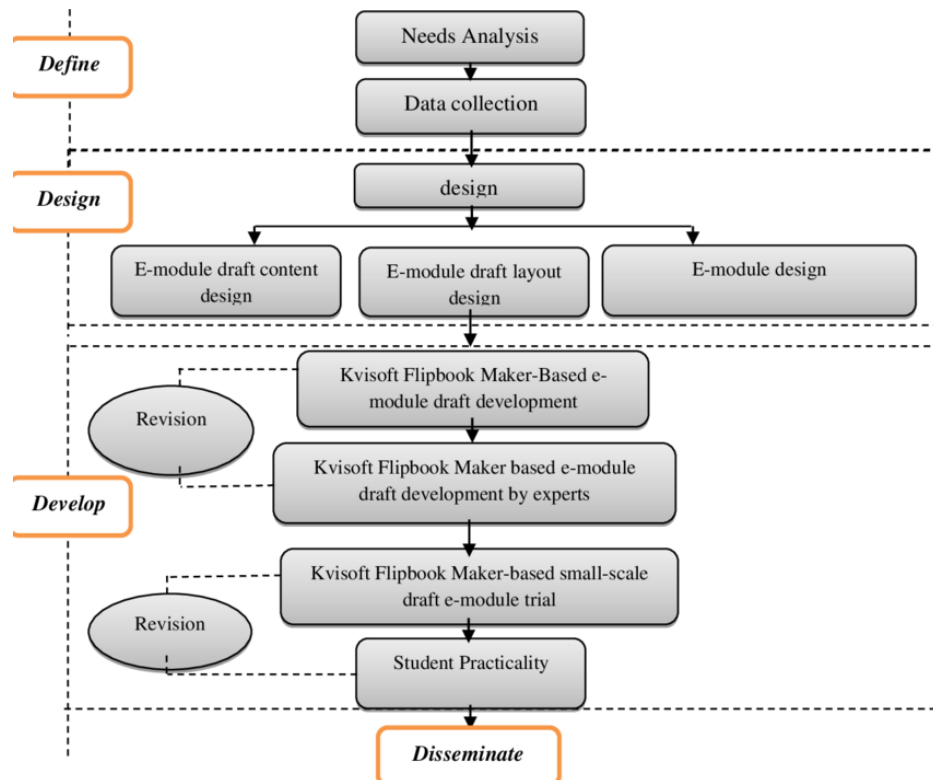 Needs Analysis
Define
Data collection
Design
design
E-module draft content
design
E-module draft layout
design
E-module design
Kvisoft Flipbook Maker-Based e-
module draft development
Revision
Kvisoft Flipbook Maker based e-module
draft development by experts
Develop
Kvisoft Flipbook Maker-based small-scale
draft e-module trial
Revision
Student Practicality
Disseminate